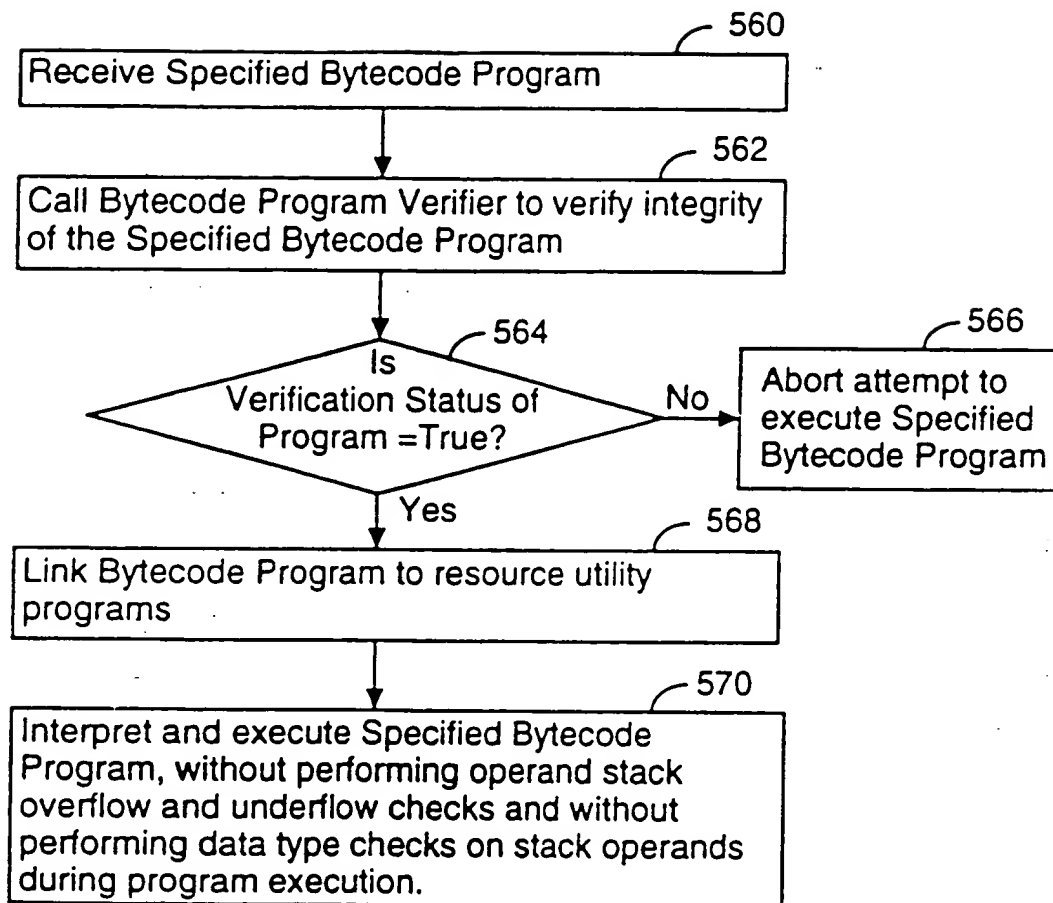 560
Receive Specified Bytecode Program
562
Call Bytecode Program Verifier to verify integrity
of the Specified Bytecode Program
564
Is
Verification Status of
Program =True?
No
566
Abort attempt to
execute Specified
Bytecode Program
Yes
568
Link Bytecode Program to resource utility
programs
570
Interpret and execute Specified Bytecode
Program, without performing operand stack
overflow and underflow checks and without
performing data type checks on stack operands
during program execution.